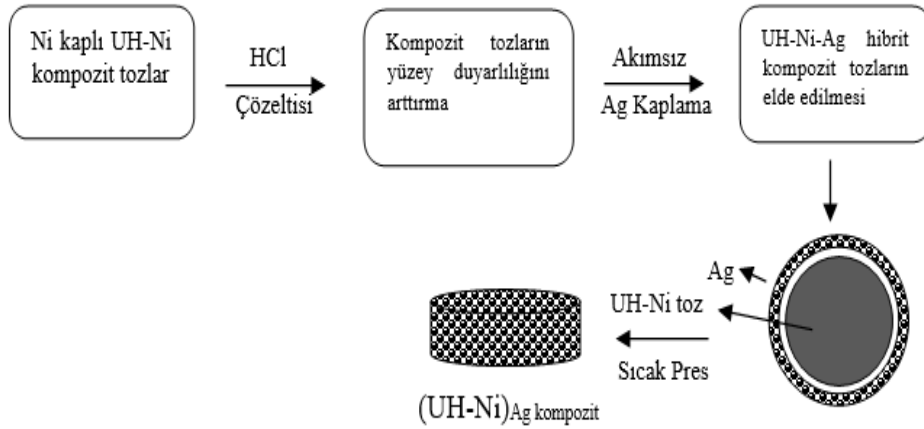 Ni kaplı UH-Ni
kompozit tozlar
HCl
Çözeltisi
Kompozit tozların
yüzey duyarlılığını
arttırma
Akımsız
Ag Kaplama
UH-Ni-Ag hibrit
kompozit tozların
elde edilmesi
Ag
UH-Ni toz
Sıcak Pres
(UH-Ni)Ag kompozit